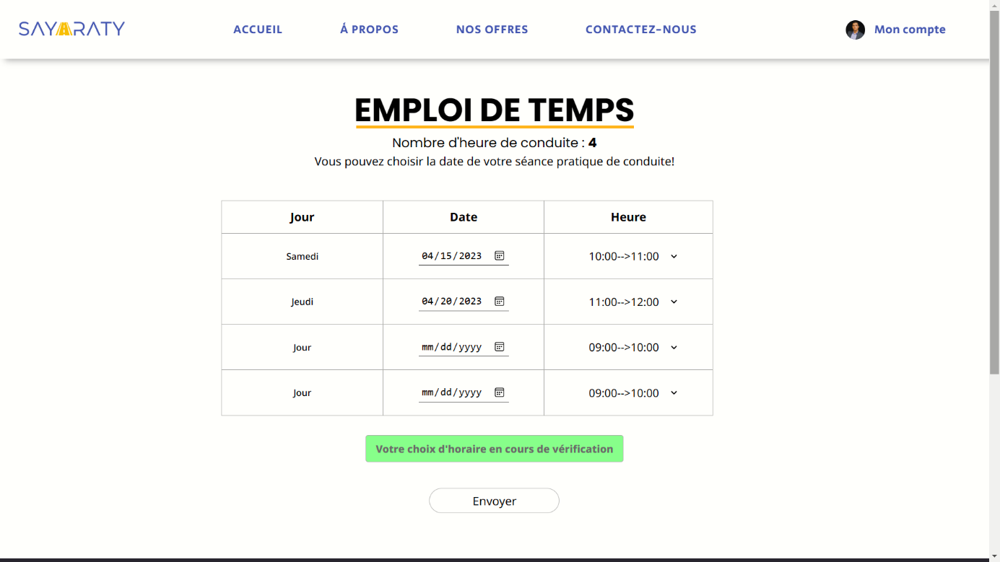 SAYARATY ACCUEIL Á PROPOS NOS OFFRES CONTACTEZ-NOUS Mon compte
EMPLOI DE TEMPS
Nombre d'heure de conduite : 4
Vous pouvez choisir la date de votre séance pratique de conduite!
Jour Date Heure
Samedi 04/15/2023 10:00-->11:00
Jeudi 04/20/2023 11:00-->12:00
Jour mm/dd/yyyy 09:00-->10:00
Jour mm/dd/yyyy 09:00-->10:00
Votre choix d'horaire en cours de vérification
Envoyer